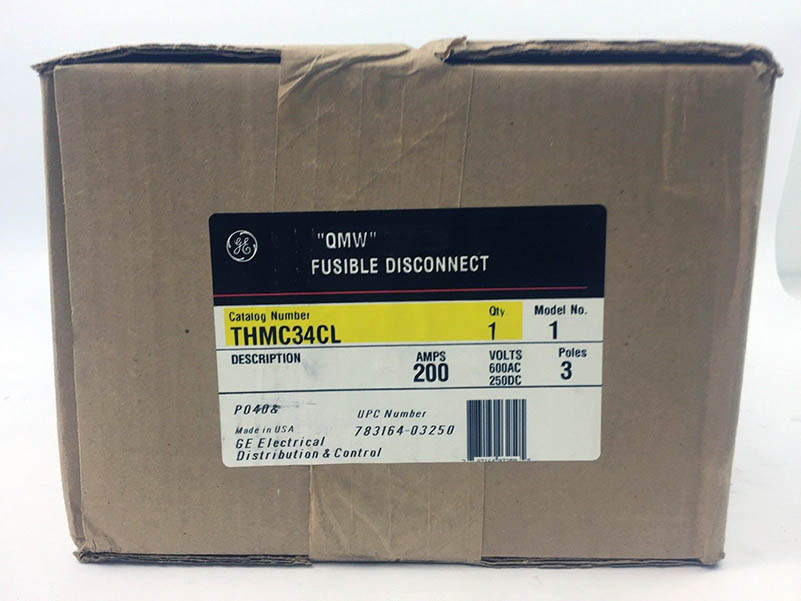 GE
"QMW"
FUSIBLE DISCONNECT
Catalog Number Qty Model No.
THMC34CL 1 1
DESCRIPTION AMPS VOLTS Poles
200 600AC 3
250DC
P040&
UPC Number
Made in USA 783164-03250
GE Electrical
Distribution & Control